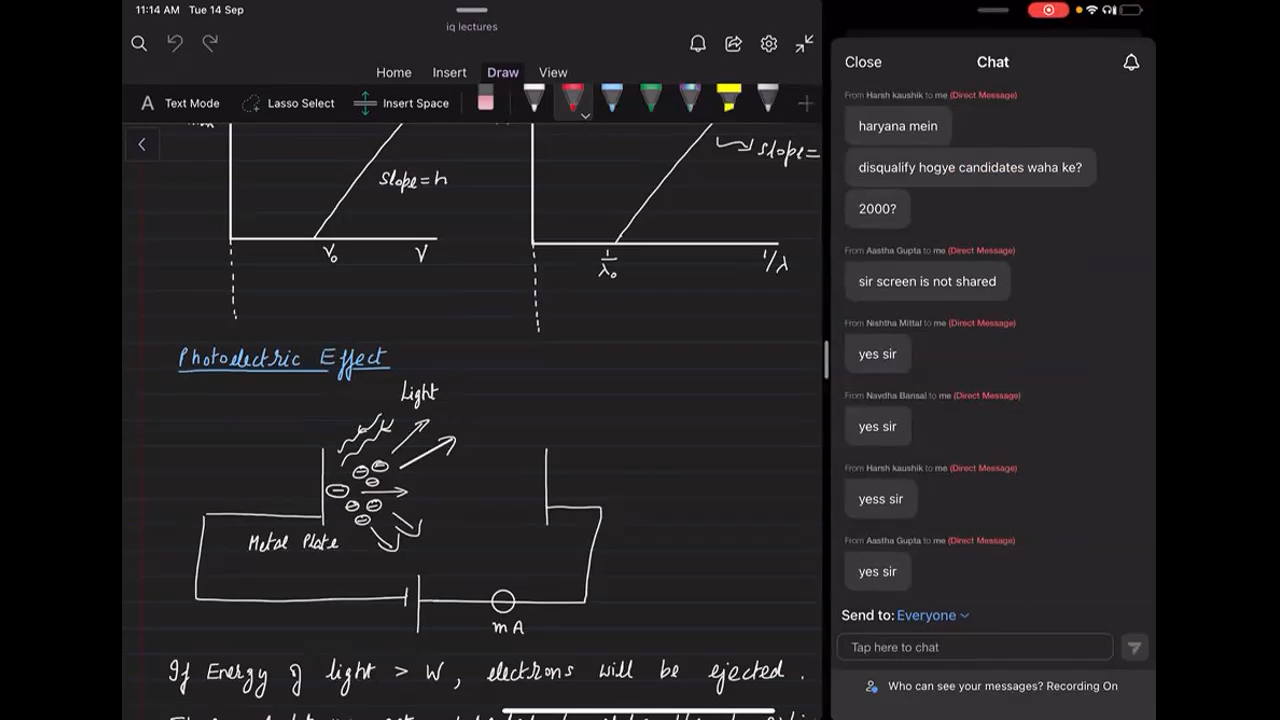 11:14 AM Tue 14 Sep
iq lectures
Home Insert Draw View
A Text Mode Lasso Select Insert Space
slope=h
slope=
ν₀ ν
1/λ₀ 1/λ
Photoelectric Effect
Light
Metal Plate
mA
If Energy of light > W, electrons will be ejected.
Close Chat
From Harsh kaushik to me (Direct Message)
haryana mein
disqualify hogye candidates waha ke?
2000?
From Aastha Gupta to me (Direct Message)
sir screen is not shared
From Nishtha Mittal to me (Direct Message)
yes sir
From Navdha Bansal to me (Direct Message)
yes sir
From Harsh kaushik to me (Direct Message)
yess sir
From Aastha Gupta to me (Direct Message)
yes sir
Send to: Everyone
Tap here to chat
Who can see your messages? Recording On